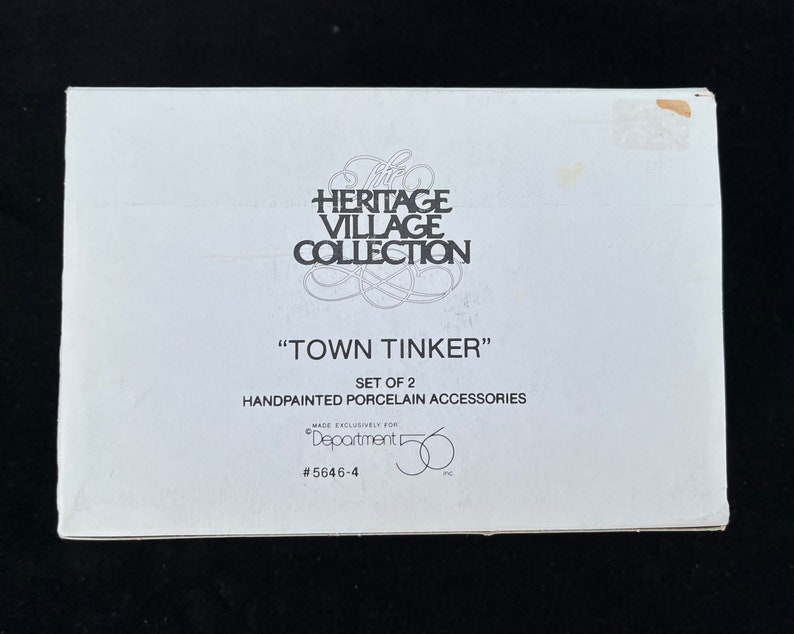 The
HERITAGE
VILLAGE
COLLECTION
“TOWN TINKER”
SET OF 2
HANDPAINTED PORCELAIN ACCESSORIES
MADE EXCLUSIVELY FOR
©Department 56 inc.
#5646-4